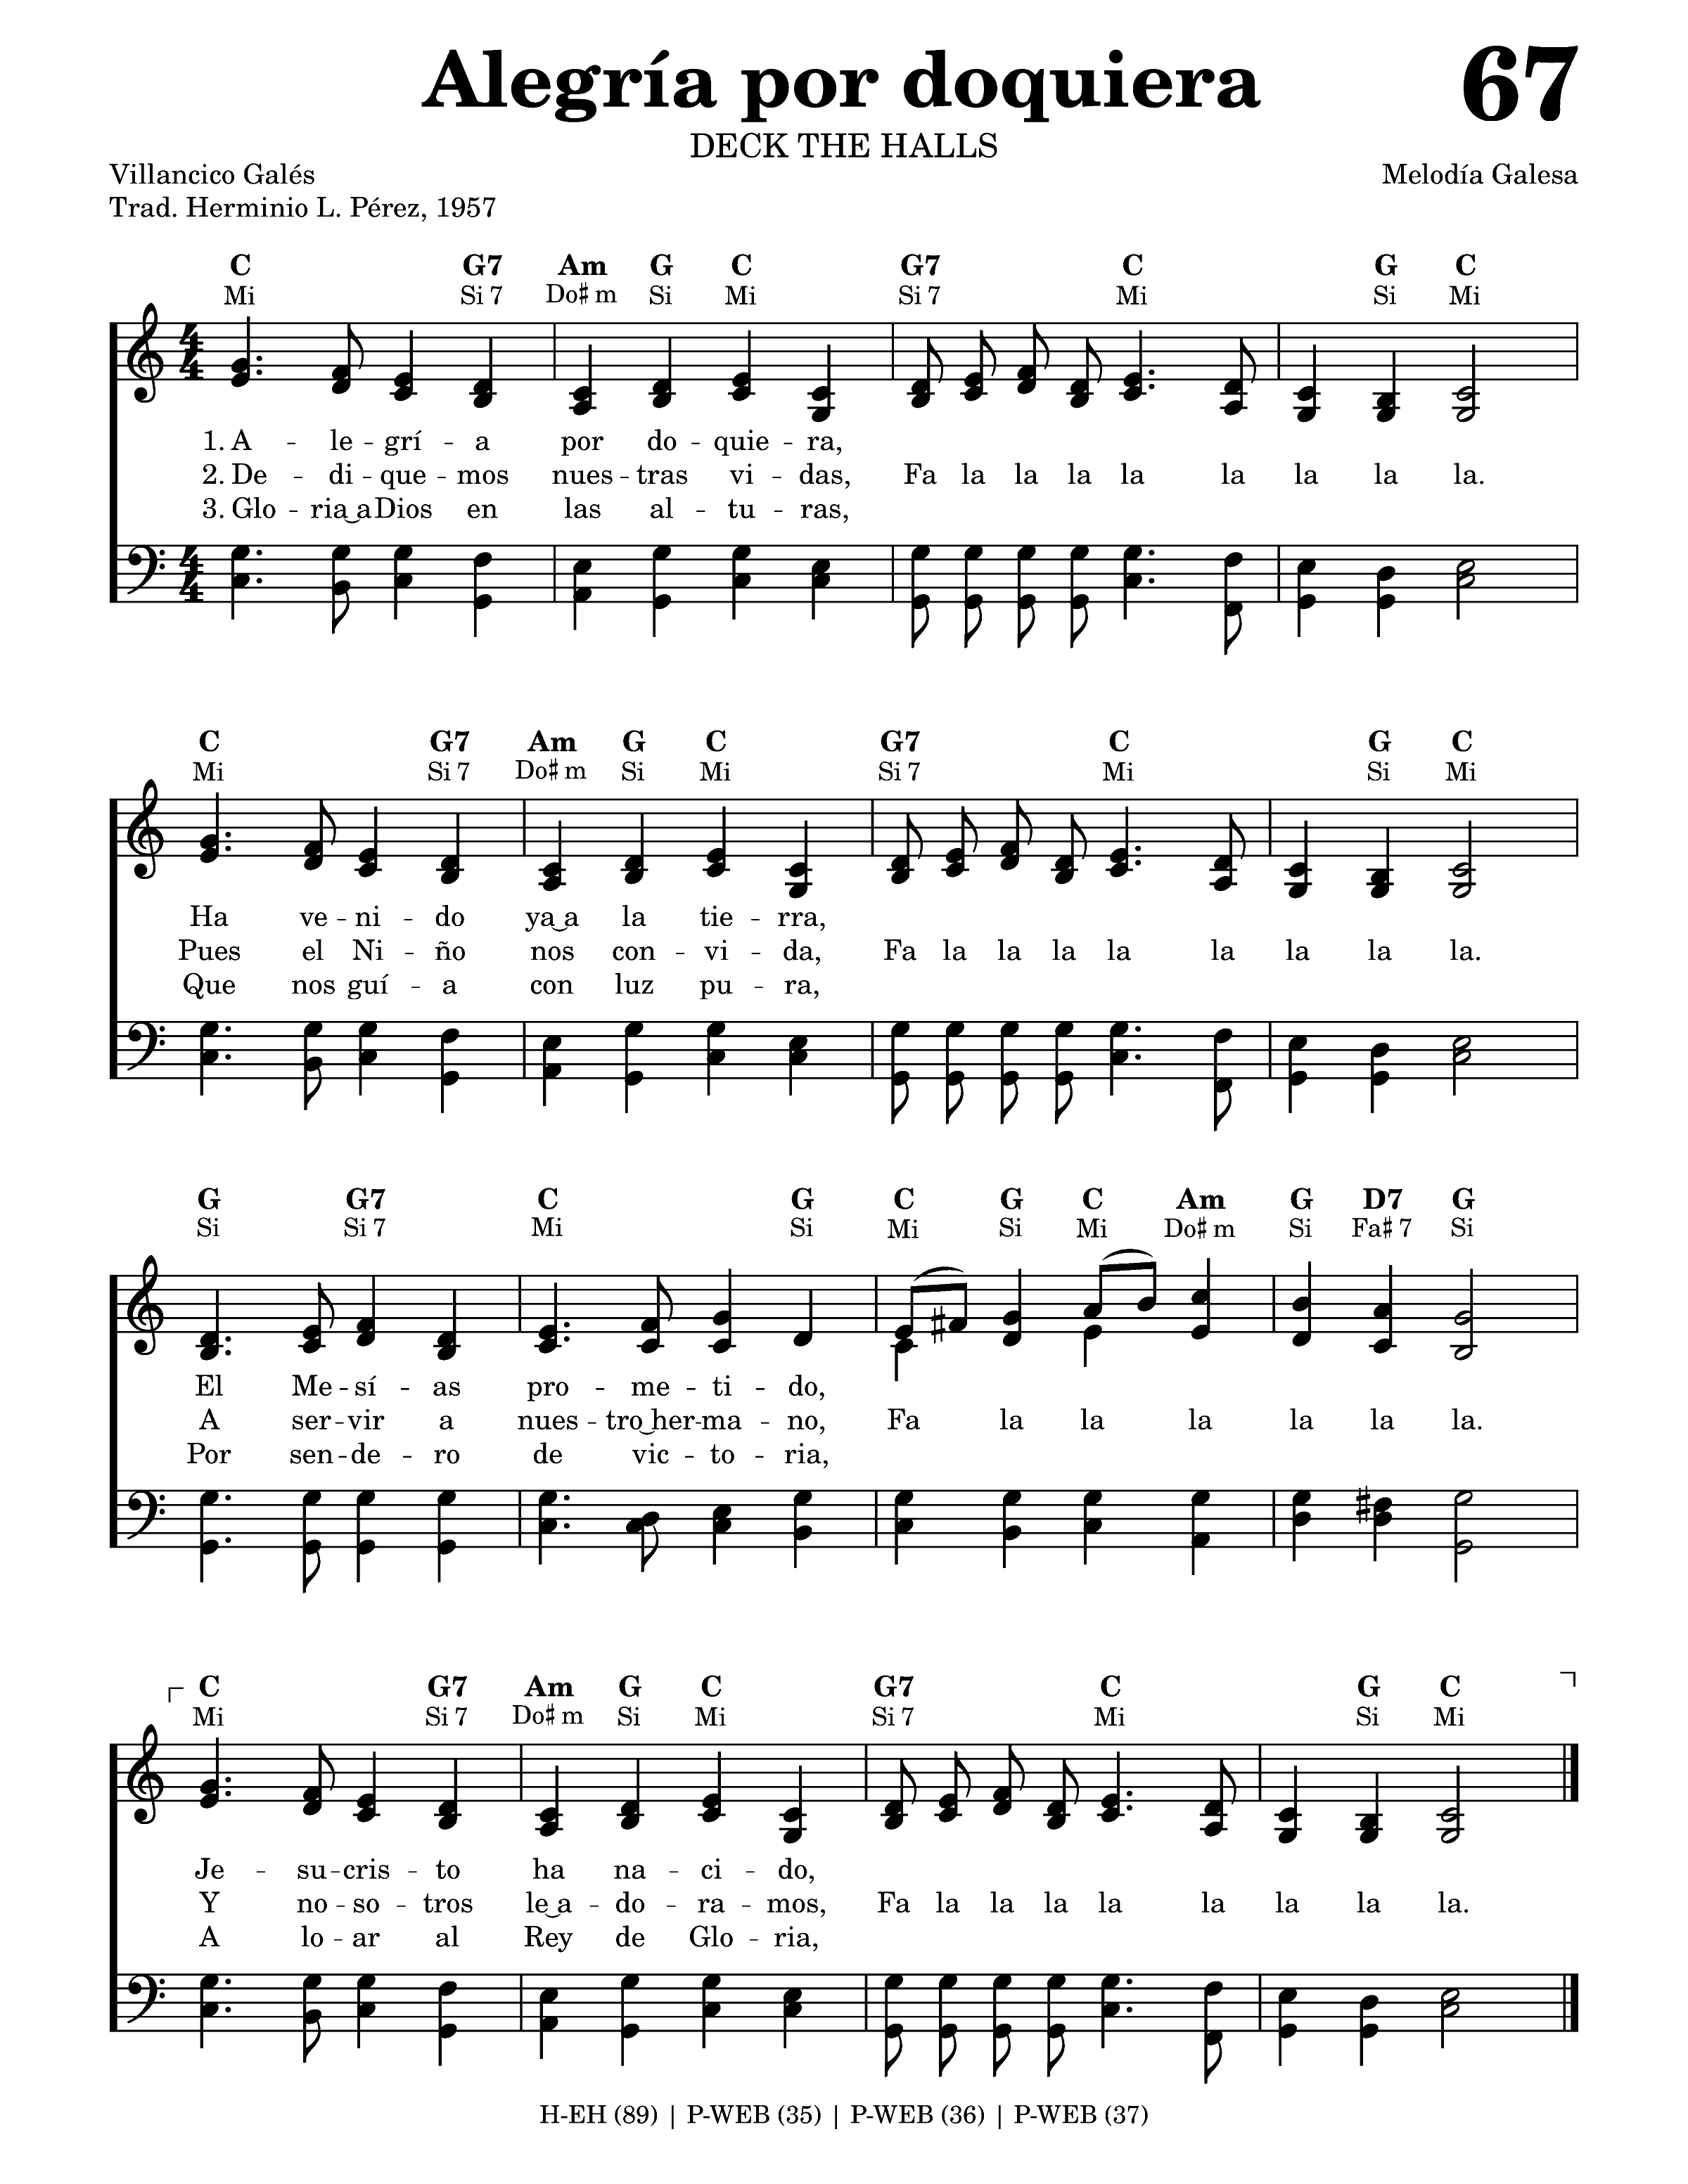 Alegría por doquiera
67
DECK THE HALLS
Villancico Galés
Melodía Galesa
Trad. Herminio L. Pérez, 1957
C G7 Am G C G7 C G C
Mi Si 7 Do♯ m Si Mi Si 7 Mi Si Mi
4/4
1. A - le - grí - a por do - quie - ra,
2. De - di - que - mos nues - tras vi - das, Fa la la la la la la la la.
3. Glo - ria‿a Dios en las al - tu - ras,
4/4
C G7 Am G C G7 C G C
Mi Si 7 Do♯ m Si Mi Si 7 Mi Si Mi
Ha ve - ni - do ya‿a la tie - rra,
Pues el Ni - ño nos con - vi - da, Fa la la la la la la la la.
Que nos guí - a con luz pu - ra,
G G7 C G C G C Am G D7 G
Si Si 7 Mi Si Mi Si Mi Do♯ m Si Fa♯ 7 Si
El Me - sí - as pro - me - ti - do,
A ser - vir a nues - tro‿her - ma - no, Fa la la la la la la.
Por sen - de - ro de vic - to - ria,
C G7 Am G C G7 C G C
Mi Si 7 Do♯ m Si Mi Si 7 Mi Si Mi
Je - su - cris - to ha na - ci - do,
Y no - so - tros le‿a - do - ra - mos, Fa la la la la la la la la.
A lo - ar al Rey de Glo - ria,
H-EH (89) | P-WEB (35) | P-WEB (36) | P-WEB (37)